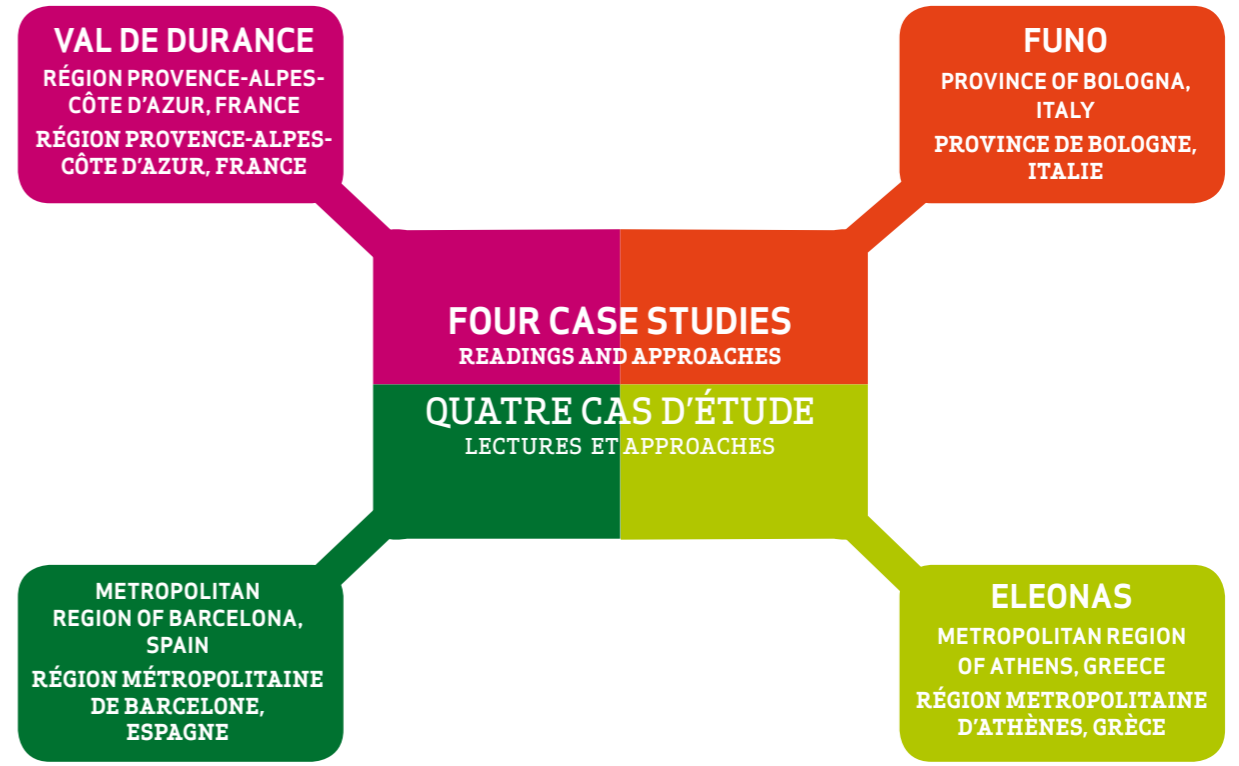 VAL DE DURANCE
RÉGION PROVENCE-ALPES-
CÔTE D'AZUR, FRANCE
RÉGION PROVENCE-ALPES-
CÔTE D'AZUR, FRANCE
FUNO
PROVINCE OF BOLOGNA,
ITALY
PROVINCE DE BOLOGNE,
ITALIE
FOUR CASE STUDIES
READINGS AND APPROACHES
QUATRE CAS D'ÉTUDE
LECTURES ET APPROACHES
METROPOLITAN
REGION OF BARCELONA,
SPAIN
RÉGION MÉTROPOLITAINE
DE BARCELONE,
ESPAGNE
ELEONAS
METROPOLITAN REGION
OF ATHENS, GREECE
RÉGION METROPOLITAINE
D'ATHÈNES, GRÈCE